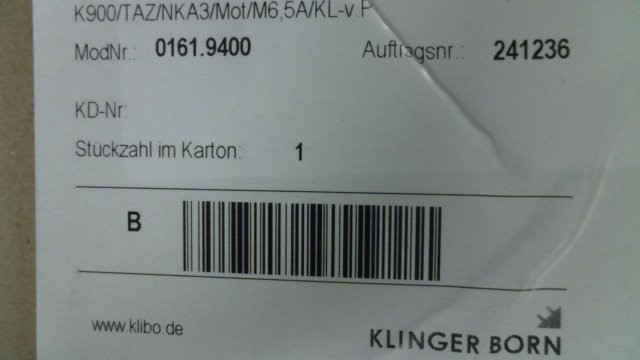 K900/TAZ/NKA3/Mot/M6,5A/KL-v P
ModNr.: 0161.9400 Auftragsnr.: 241236
KD-Nr:
Stückzahl im Karton: 1
B
www.klibo.de
KLINGER BORN